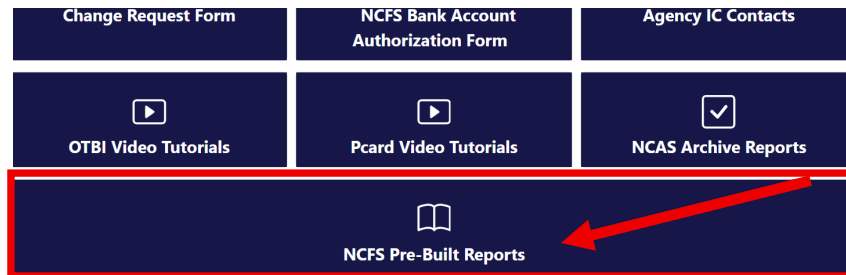 Change Request Form
NCFS Bank Account
Authorization Form
Agency IC Contacts
OTBI Video Tutorials
Pcard Video Tutorials
NCAS Archive Reports
NCFS Pre-Built Reports